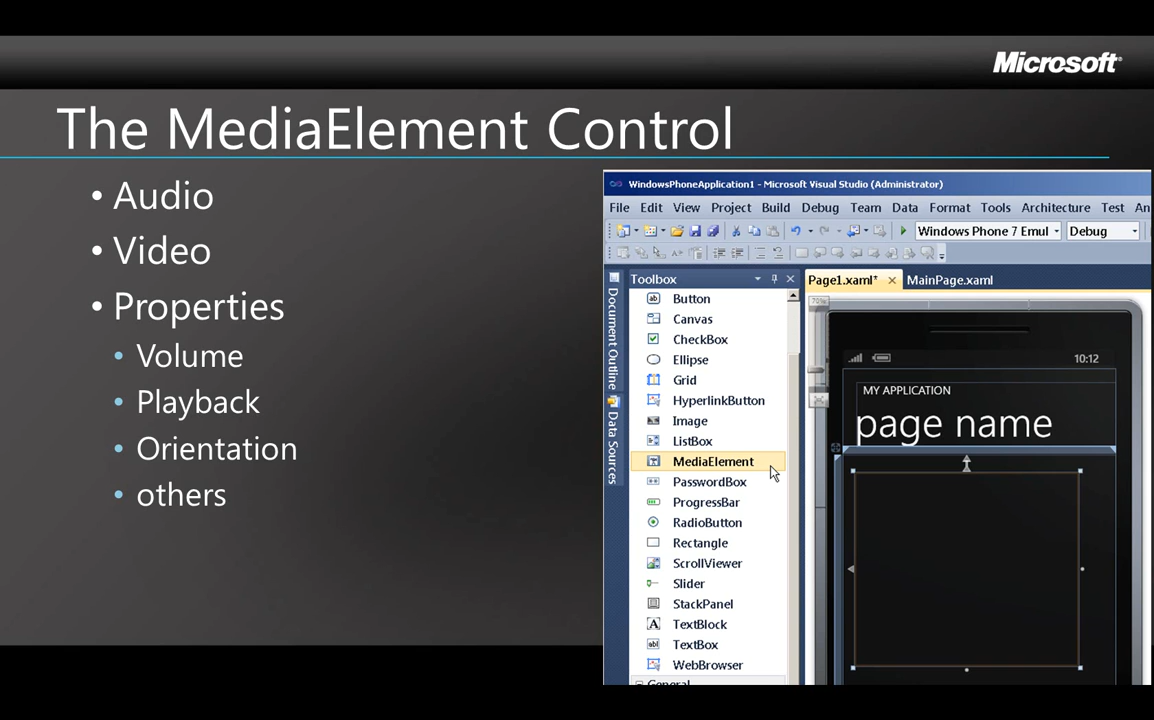 Microsoft®
The MediaElement Control
• Audio
• Video
• Properties
• Volume
• Playback
• Orientation
• others
WindowsPhoneApplication1 - Microsoft Visual Studio (Administrator)
File Edit View Project Build Debug Team Data Format Tools Architecture Test An
Windows Phone 7 Emul Debug
Document Outline
Data Sources
Toolbox
Button
Canvas
CheckBox
Ellipse
Grid
HyperlinkButton
Image
ListBox
MediaElement
PasswordBox
ProgressBar
RadioButton
Rectangle
ScrollViewer
Slider
StackPanel
TextBlock
TextBox
WebBrowser
General
Page1.xaml* MainPage.xaml
10:12
MY APPLICATION
page name